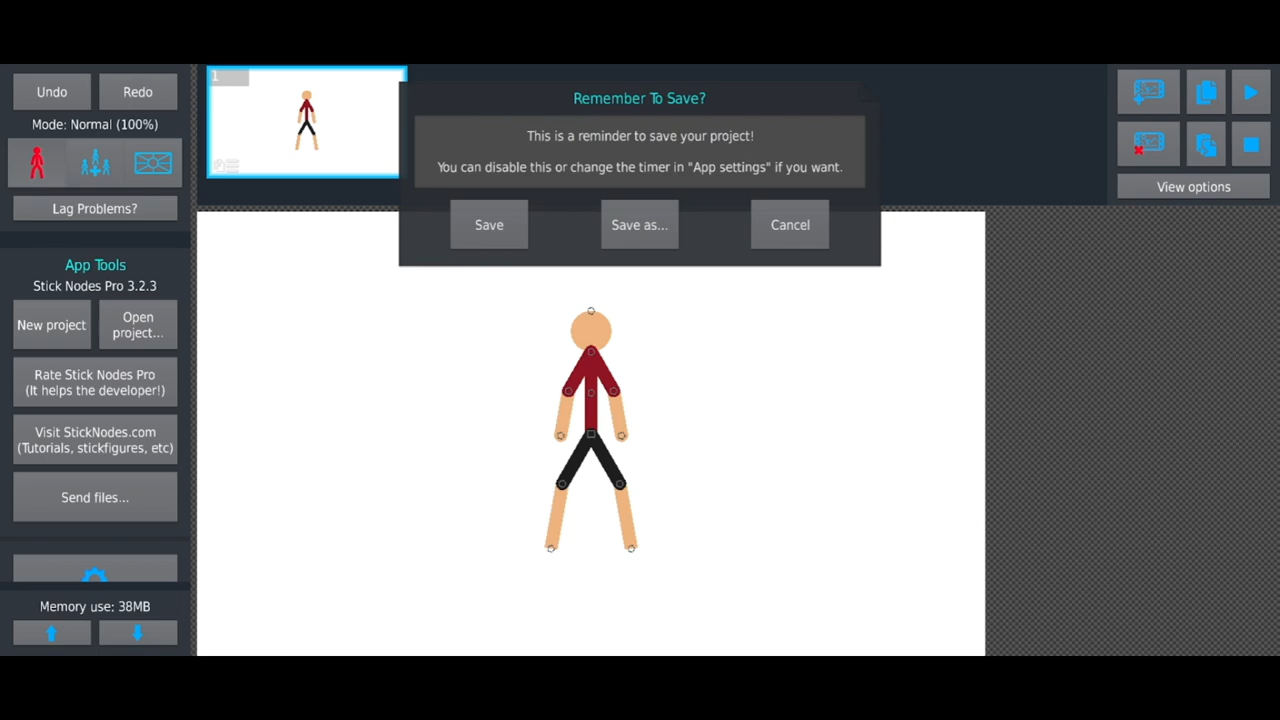 Undo
Redo
Mode: Normal (100%)
Lag Problems?
App Tools
Stick Nodes Pro 3.2.3
New project
Open
project...
Rate Stick Nodes Pro
(It helps the developer!)
Visit StickNodes.com
(Tutorials, stickfigures, etc)
Send files...
Memory use: 38MB
1
Remember To Save?
This is a reminder to save your project!
You can disable this or change the timer in "App settings" if you want.
Save
Save as...
Cancel
View options